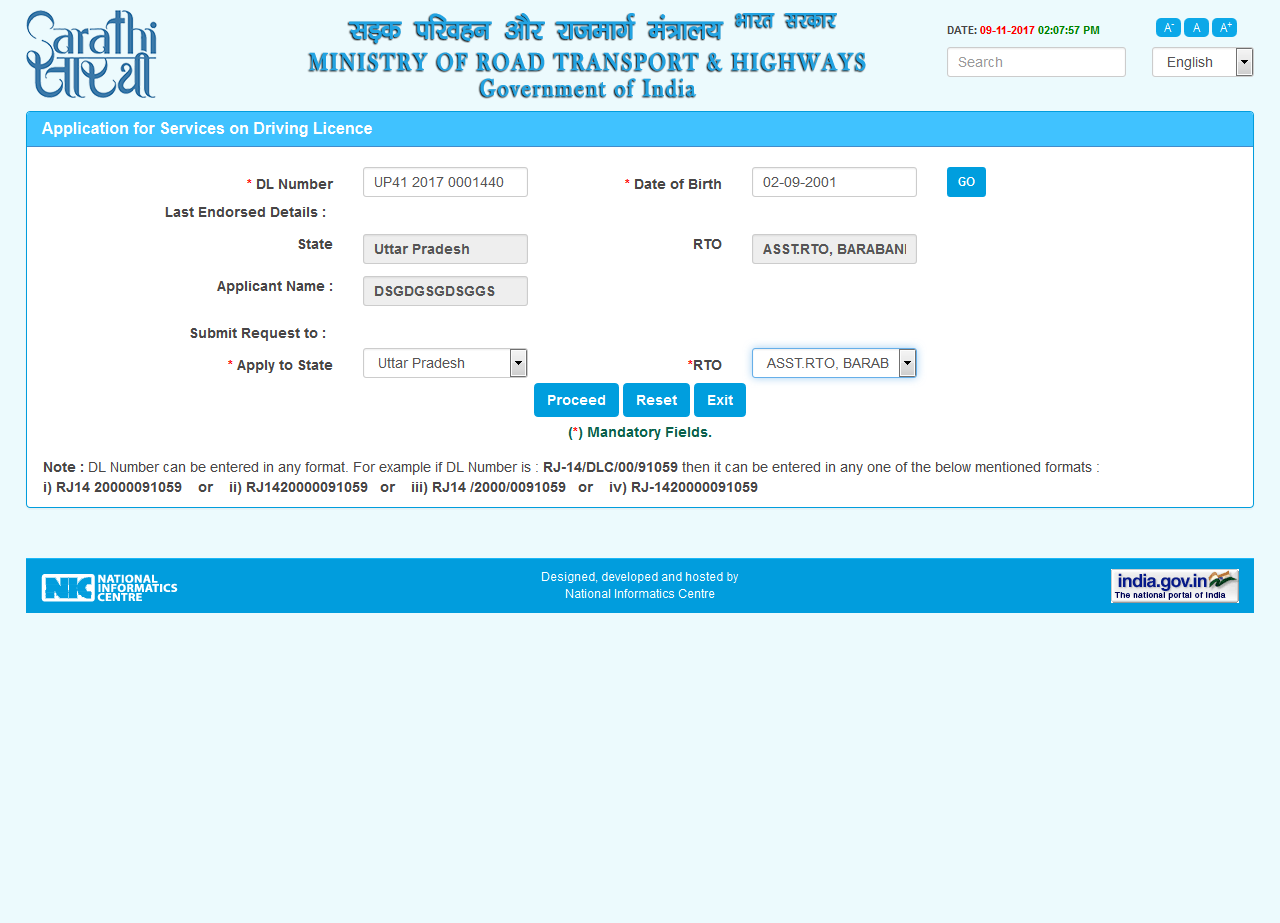 Sarathi
सारथी
सड़क परिवहन और राजमार्ग मंत्रालय भारत सरकार
MINISTRY OF ROAD TRANSPORT & HIGHWAYS
Government of India
DATE: 09-11-2017 02:07:57 PM
A- A A+
Search
English
Application for Services on Driving Licence
* DL Number UP41 2017 0001440 * Date of Birth 02-09-2001 GO
Last Endorsed Details :
State Uttar Pradesh RTO ASST.RTO, BARABAN
Applicant Name : DSGDGSGDSGGS
Submit Request to :
* Apply to State Uttar Pradesh *RTO ASST.RTO, BARAB
Proceed Reset Exit
(*) Mandatory Fields.
Note : DL Number can be entered in any format. For example if DL Number is : RJ-14/DLC/00/91059 then it can be entered in any one of the below mentioned formats :
i) RJ14 20000091059 or ii) RJ1420000091059 or iii) RJ14 /2000/0091059 or iv) RJ-1420000091059
NIC NATIONAL INFORMATICS CENTRE
Designed, developed and hosted by
National Informatics Centre
india.gov.in
The national portal of India